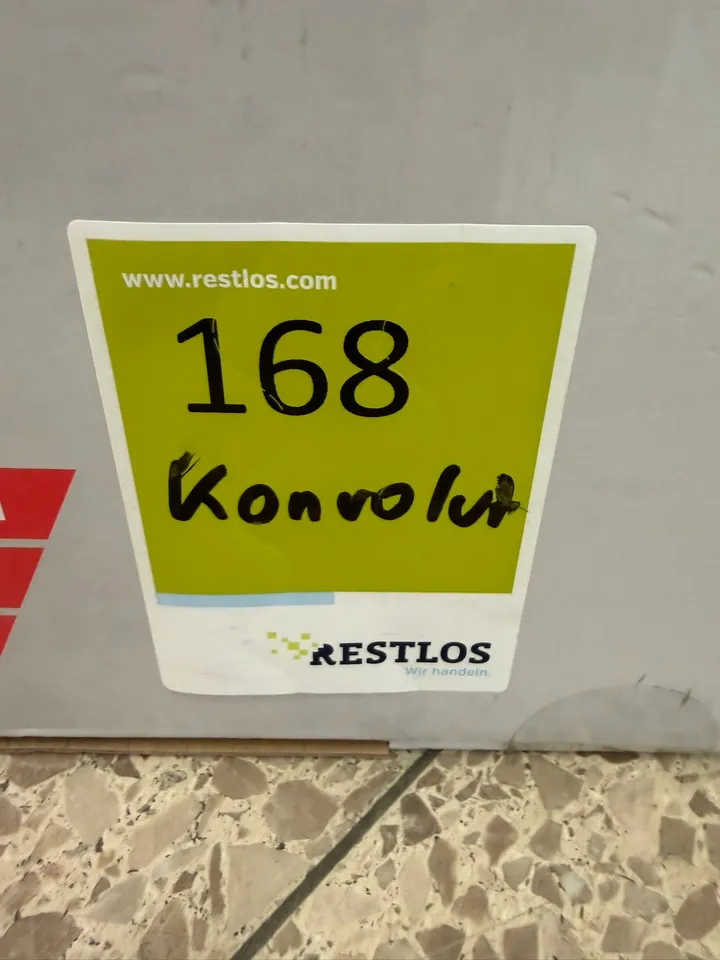 www.restlos.com
168
Konvolut
RESTLOS
Wir handeln.